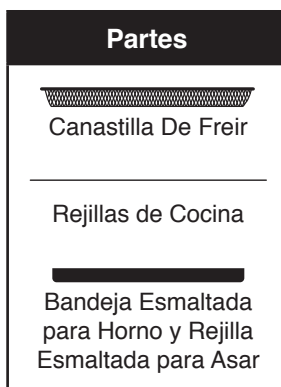 Partes
Canastilla De Freir
Rejillas de Cocina
Bandeja Esmaltada
para Horno y Rejilla
Esmaltada para Asar